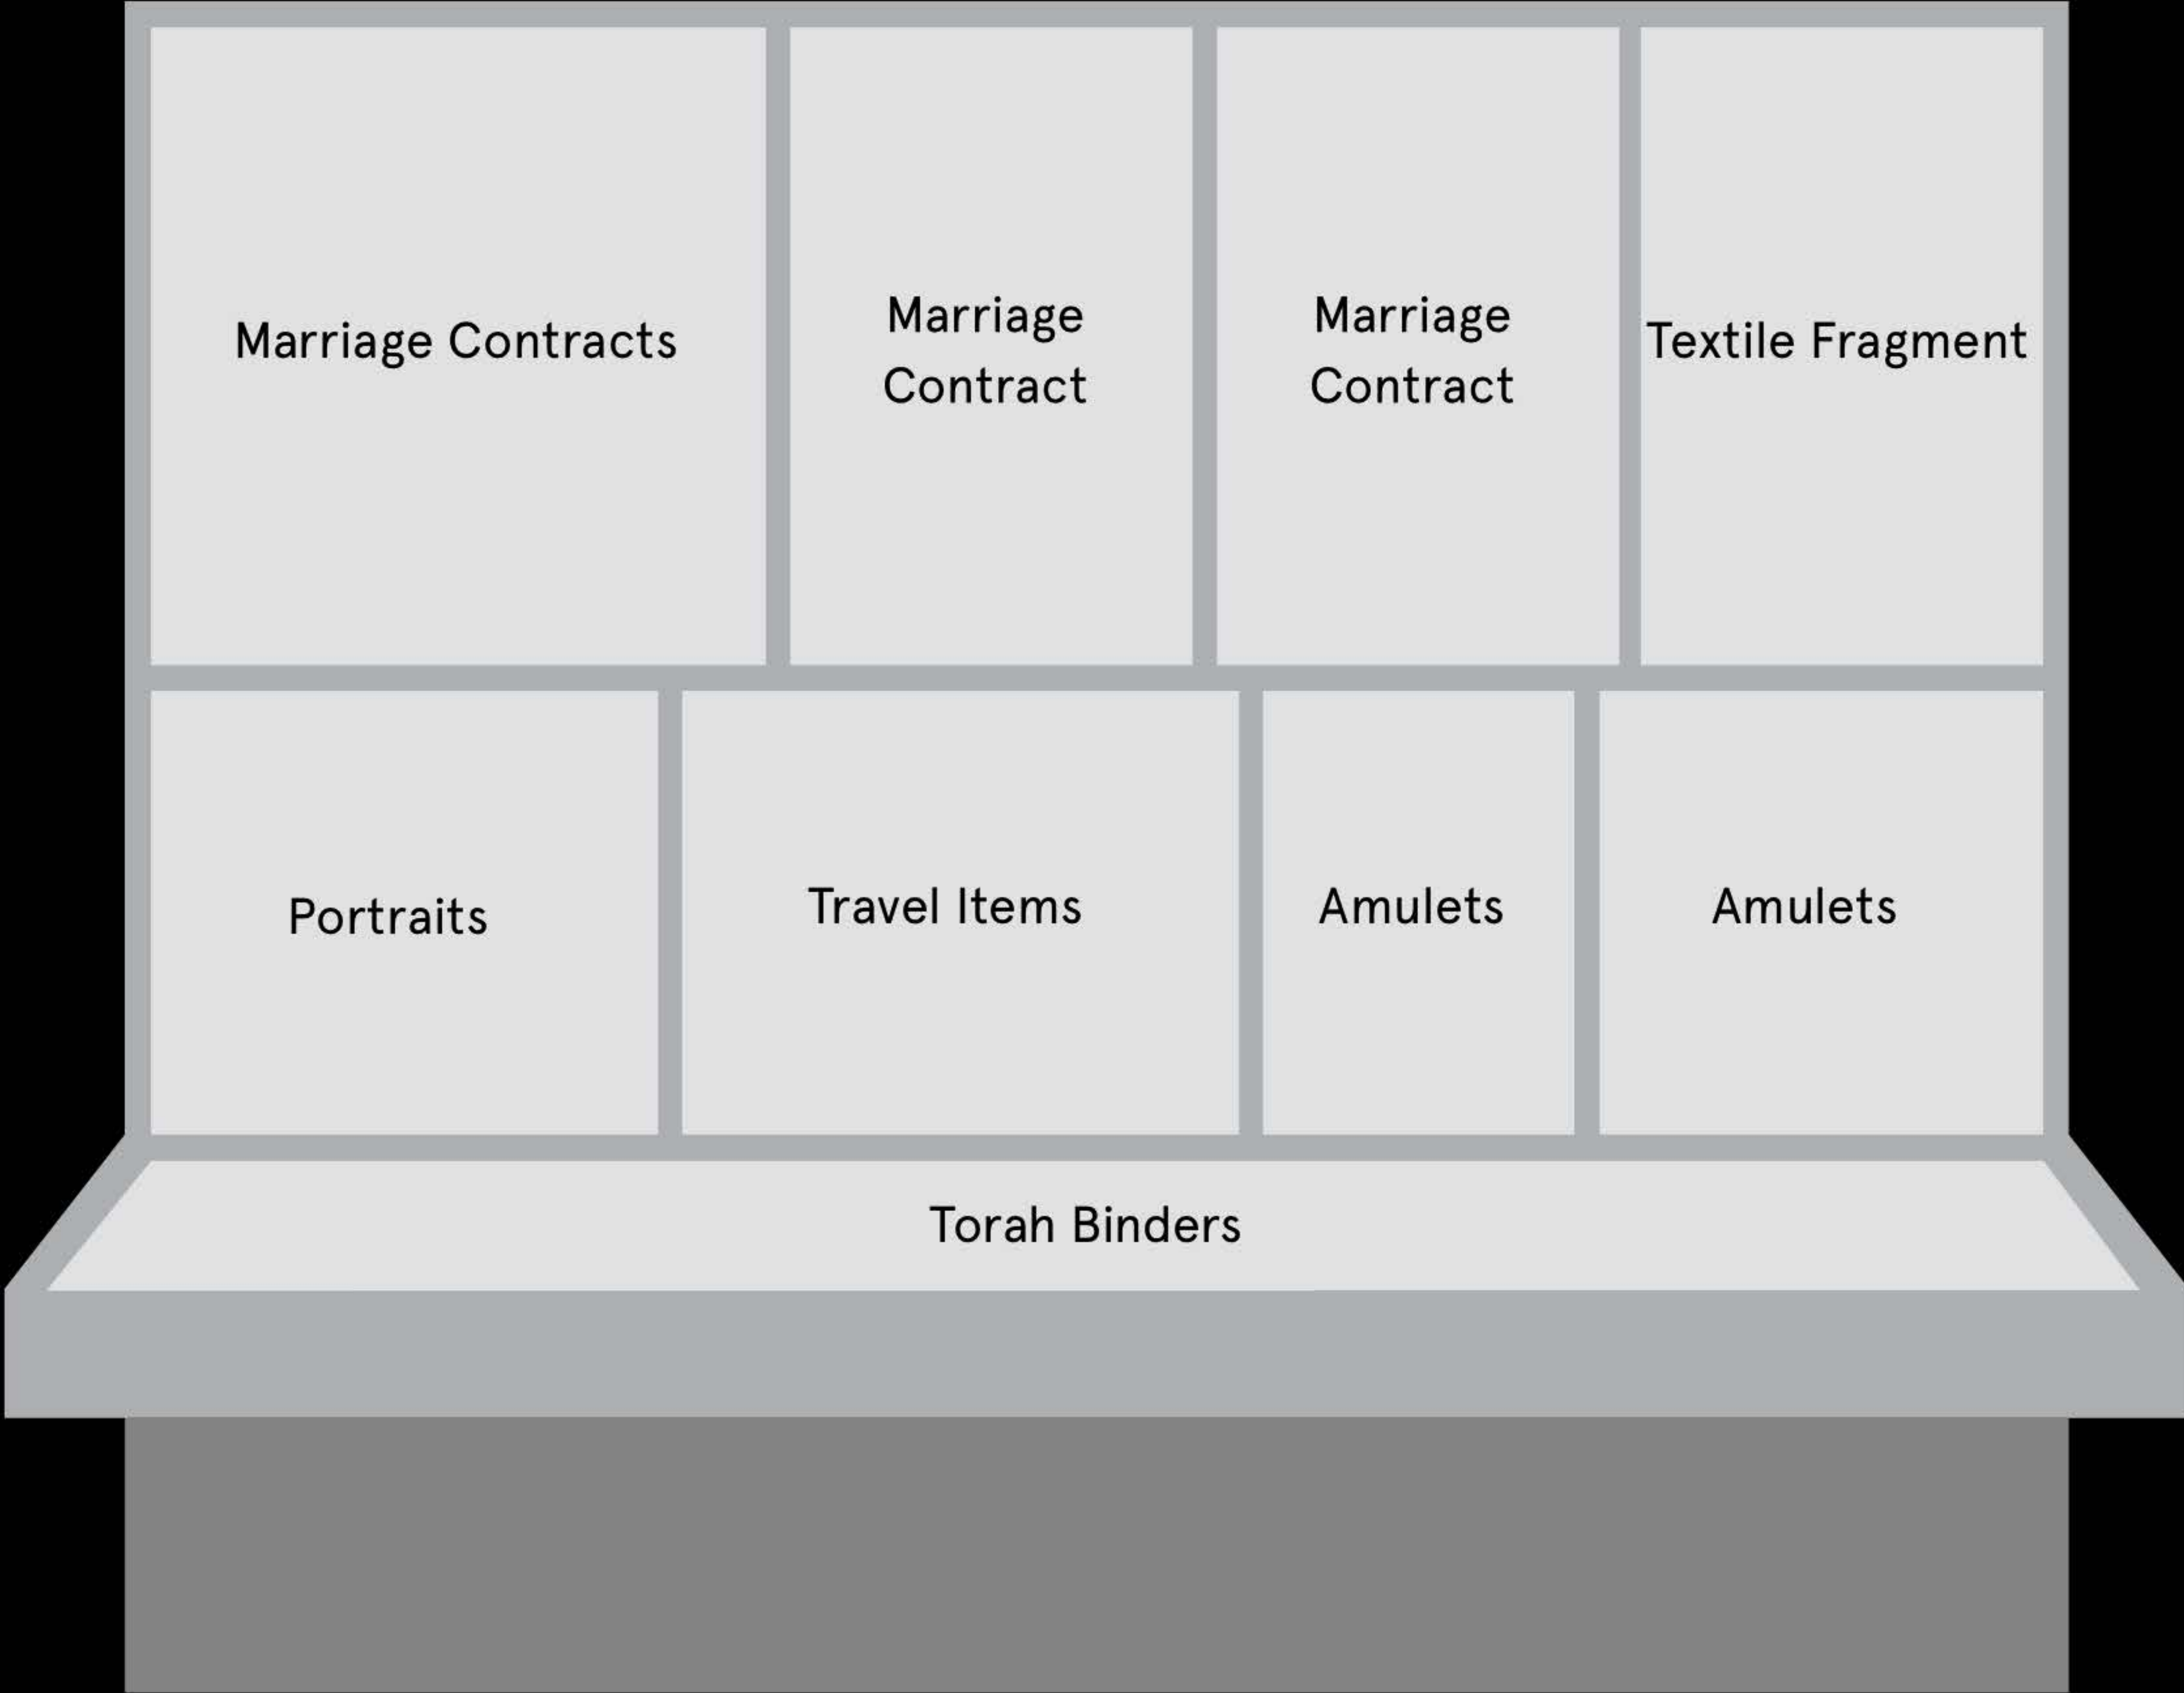 Marriage Contracts
Marriage
Contract
Marriage
Contract
Textile Fragment
Portraits
Travel Items
Amulets
Amulets
Torah Binders